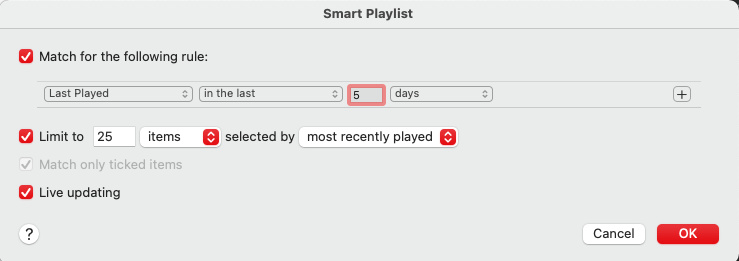 Smart Playlist
Match for the following rule:
Last Played in the last 5 days +
Limit to 25 items selected by most recently played
Match only ticked items
Live updating
? Cancel OK